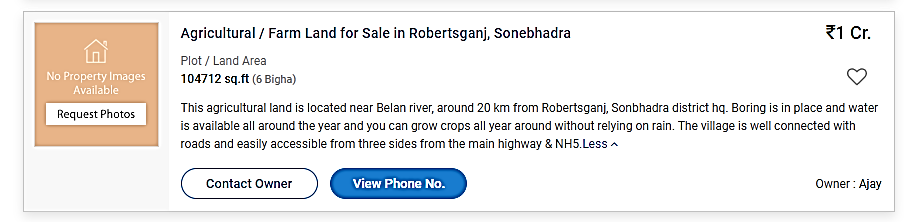 Agricultural / Farm Land for Sale in Robertsganj, Sonebhadra
₹1 Cr.
No Property Images
Available
Request Photos
Plot / Land Area
104712 sq.ft (6 Bigha)
This agricultural land is located near Belan river, around 20 km from Robertsganj, Sonbhadra district hq. Boring is in place and water
is available all around the year and you can grow crops all year around without relying on rain. The village is well connected with
roads and easily accessible from three sides from the main highway & NH5.Less
Contact Owner
View Phone No.
Owner : Ajay